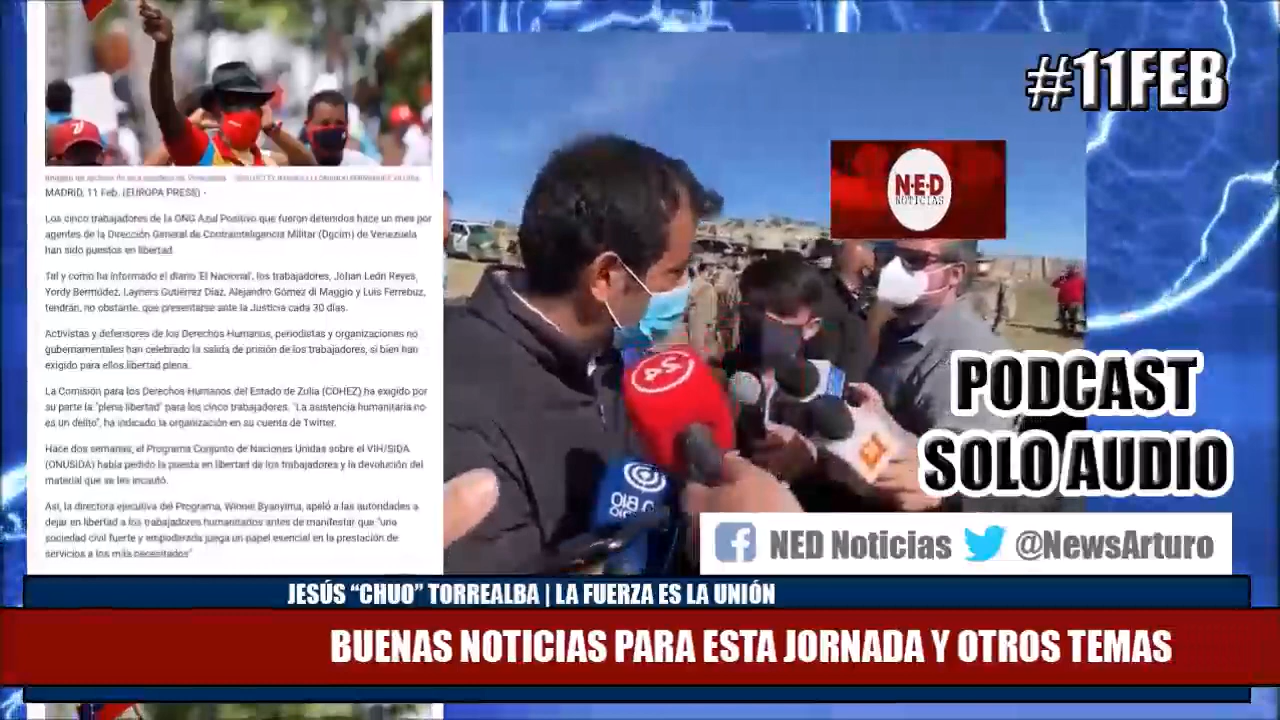 MADRID, 11 Feb. (EUROPA PRESS) -
Los cinco trabajadores de la ONG Azul Positivo que fueron detenidos hace un mes por
agentes de la Dirección General de Contrainteligencia Militar (Dgcim) de Venezuela
han sido puestos en libertad.
Tal y como ha informado el diario 'El Nacional', los trabajadores, Johan León Reyes,
Yordy Bermúdez, Layners Gutiérrez Díaz, Alejandro Gómez di Maggio y Luis Ferrebuz,
tendrán, no obstante, que presentarse ante la Justicia cada 30 días.
Activistas y defensores de los Derechos Humanos, periodistas y organizaciones no
gubernamentales han celebrado la salida de prisión de los trabajadores, si bien han
exigido para ellos libertad plena.
La Comisión para los Derechos Humanos del Estado de Zulia (COHEZ) ha exigido por
su parte la "plena libertad" para los cinco trabajadores. "La asistencia humanitaria no
es un delito", ha indicado la organización en su cuenta de Twitter.
Hace dos semanas, el Programa Conjunto de Naciones Unidas sobre el VIH/SIDA
(ONUSIDA) había pedido la puesta en libertad de los trabajadores y la devolución del
material que se les incautó.
Así, la directora ejecutiva del Programa, Winnie Byanyima, apeló a las autoridades a
dejar en libertad a los trabajadores humanitarios antes de manifestar que "una
sociedad civil fuerte y empoderada juega un papel esencial en la prestación de
servicios a los más necesitados"
#11FEB
N·E·D
NOTICIAS
24
BIO BIO
PODCAST
SOLO AUDIO
NED Noticias @NewsArturo
JESÚS “CHUO” TORREALBA | LA FUERZA ES LA UNIÓN
BUENAS NOTICIAS PARA ESTA JORNADA Y OTROS TEMAS